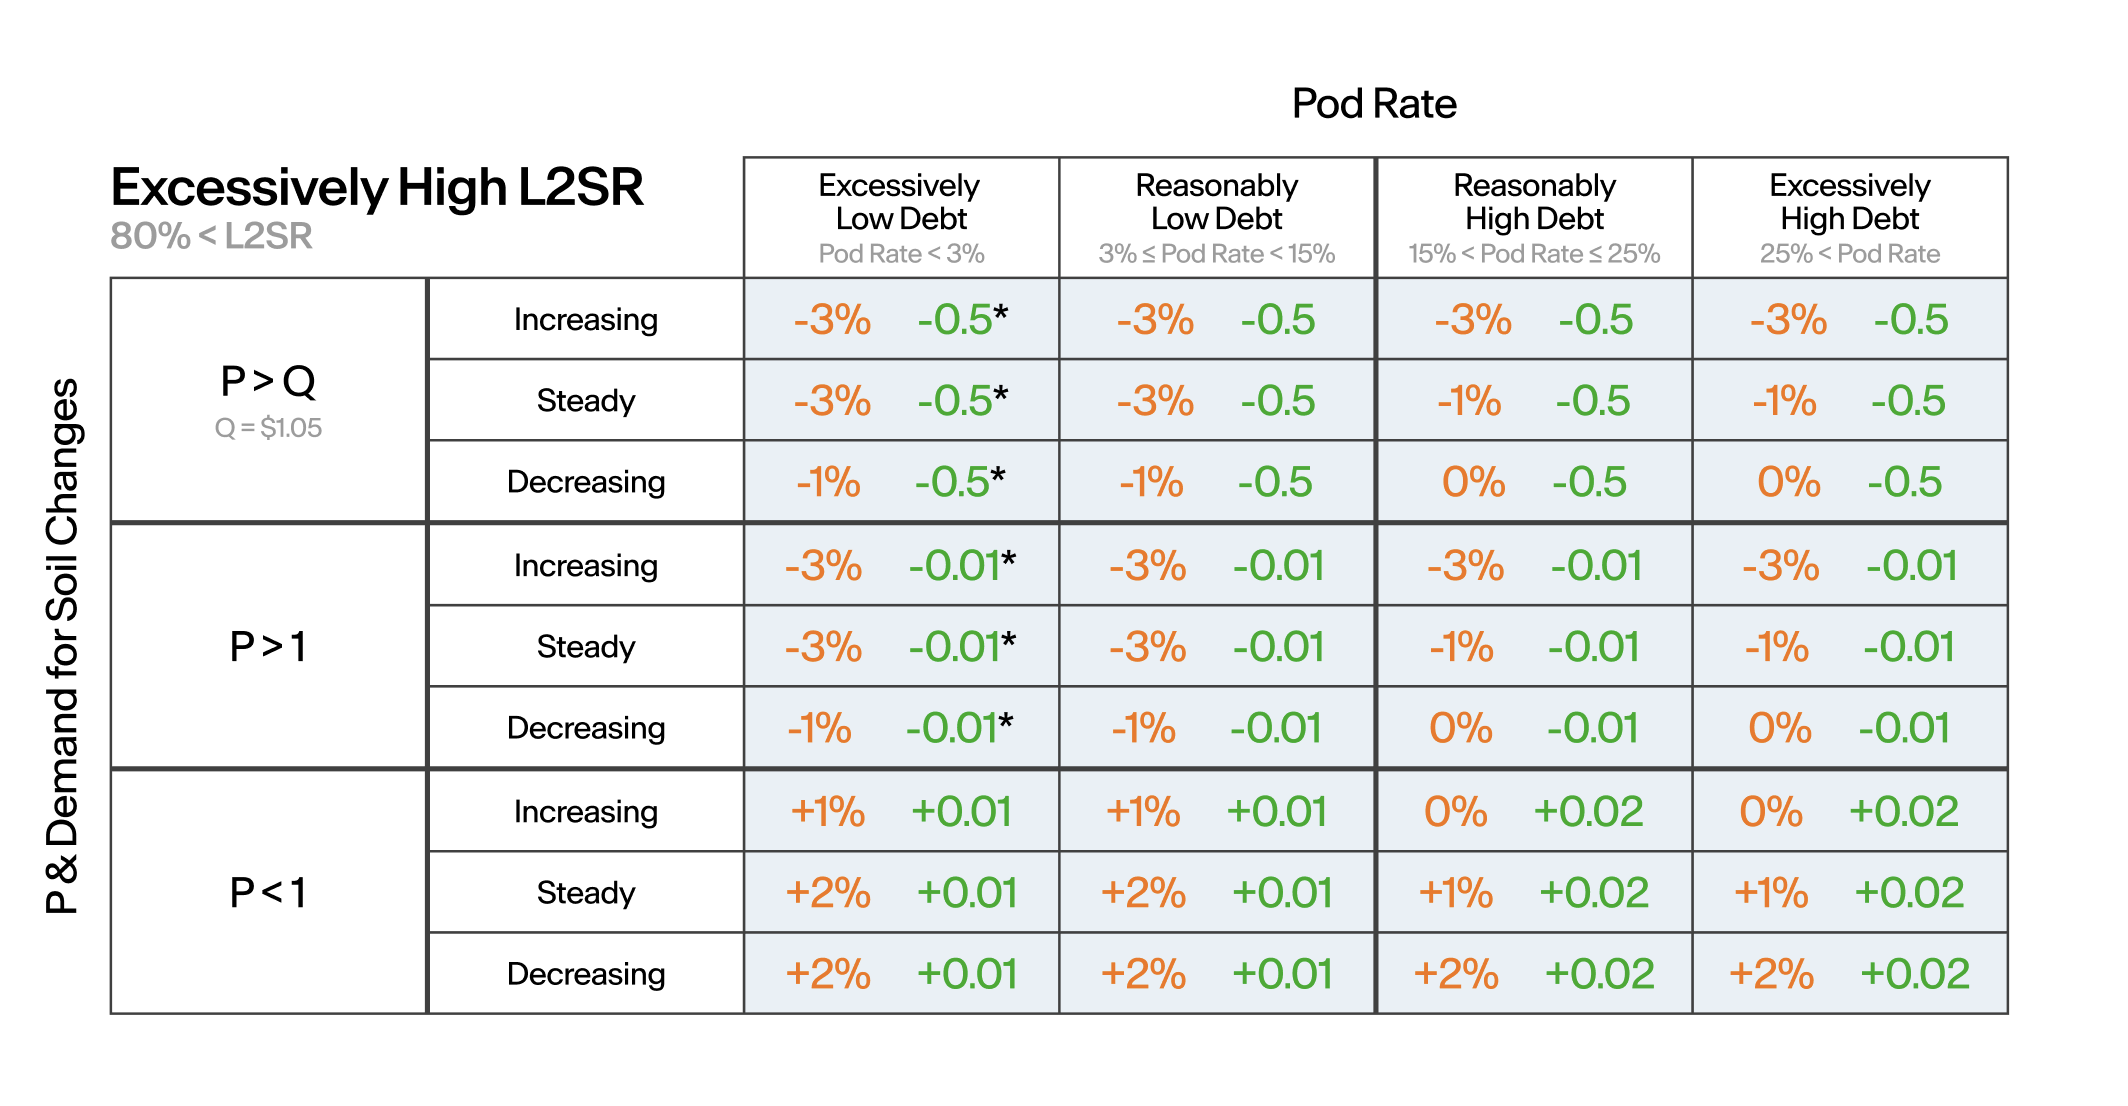 Pod Rate
Excessively High L2SR
80% < L2SR
Excessively
Low Debt
Pod Rate < 3%
Reasonably
Low Debt
3% ≤ Pod Rate < 15%
Reasonably
High Debt
15% < Pod Rate ≤ 25%
Excessively
High Debt
25% < Pod Rate
P & Demand for Soil Changes
P > Q
Q = $1.05
Increasing -3% -0.5* -3% -0.5 -3% -0.5 -3% -0.5
Steady -3% -0.5* -3% -0.5 -1% -0.5 -1% -0.5
Decreasing -1% -0.5* -1% -0.5 0% -0.5 0% -0.5
P > 1
Increasing -3% -0.01* -3% -0.01 -3% -0.01 -3% -0.01
Steady -3% -0.01* -3% -0.01 -1% -0.01 -1% -0.01
Decreasing -1% -0.01* -1% -0.01 0% -0.01 0% -0.01
P < 1
Increasing +1% +0.01 +1% +0.01 0% +0.02 0% +0.02
Steady +2% +0.01 +2% +0.01 +1% +0.02 +1% +0.02
Decreasing +2% +0.01 +2% +0.01 +2% +0.02 +2% +0.02